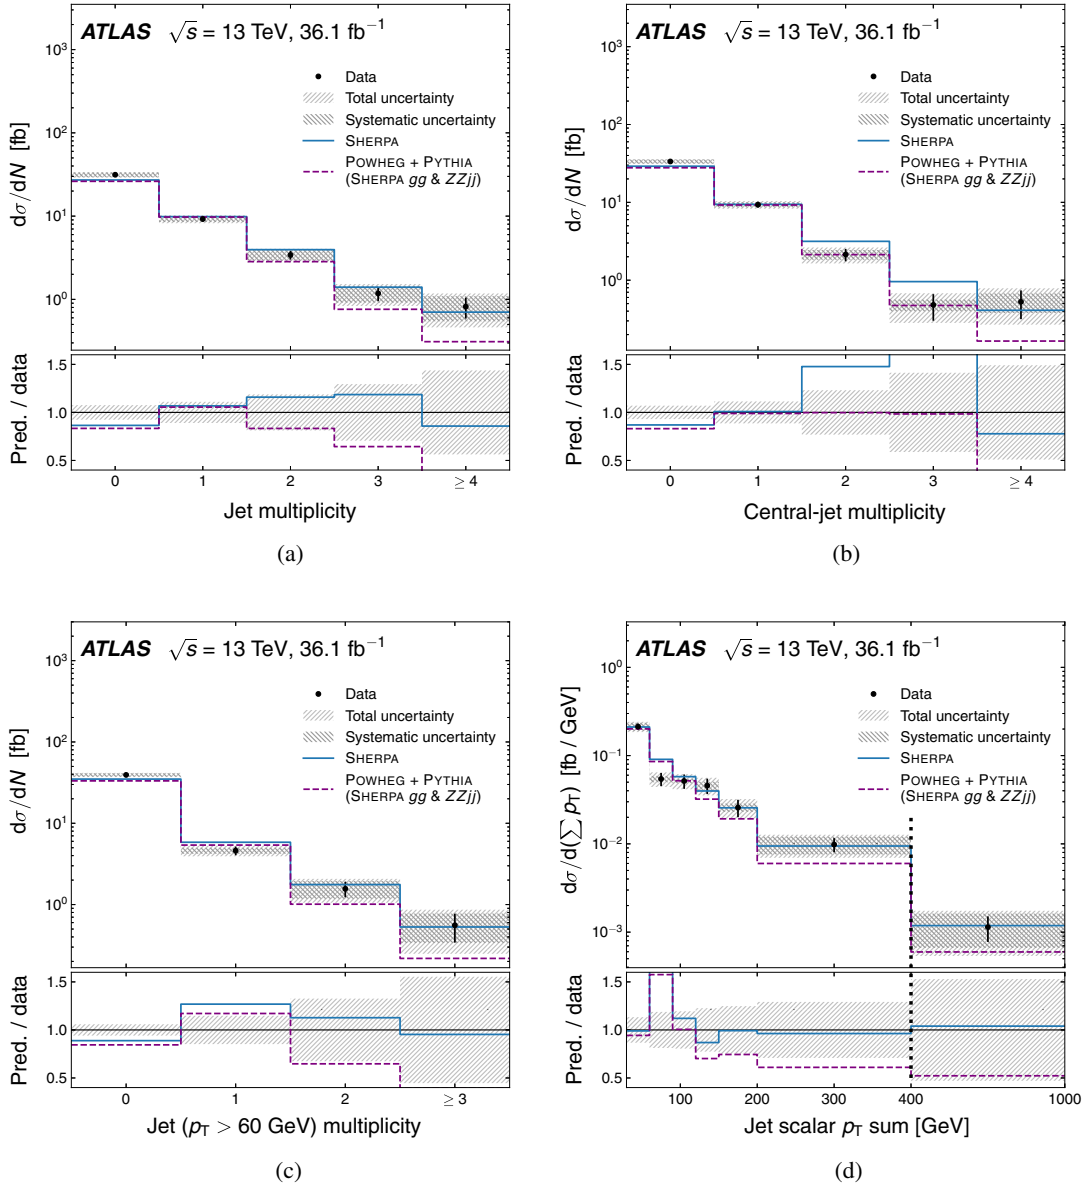 ATLAS √s = 13 TeV, 36.1 fb⁻¹
Data
Total uncertainty
Systematic uncertainty
SHERPA
POWHEG + PYTHIA
(SHERPA gg & ZZjj)
dσ/dN [fb]
10³
10²
10¹
10⁰
Pred. / data
1.5
1.0
0.5
0 1 2 3 ≥ 4
Jet multiplicity
(a)
ATLAS √s = 13 TeV, 36.1 fb⁻¹
Data
Total uncertainty
Systematic uncertainty
SHERPA
POWHEG + PYTHIA
(SHERPA gg & ZZjj)
dσ/dN [fb]
10³
10²
10¹
10⁰
Pred. / data
1.5
1.0
0.5
0 1 2 3 ≥ 4
Central-jet multiplicity
(b)
ATLAS √s = 13 TeV, 36.1 fb⁻¹
Data
Total uncertainty
Systematic uncertainty
SHERPA
POWHEG + PYTHIA
(SHERPA gg & ZZjj)
dσ/dN [fb]
10³
10²
10¹
10⁰
Pred. / data
1.5
1.0
0.5
0 1 2 ≥ 3
Jet (p_T > 60 GeV) multiplicity
(c)
ATLAS √s = 13 TeV, 36.1 fb⁻¹
Data
Total uncertainty
Systematic uncertainty
SHERPA
POWHEG + PYTHIA
(SHERPA gg & ZZjj)
dσ/d(∑ p_T) [fb / GeV]
10⁰
10⁻¹
10⁻²
10⁻³
Pred. / data
1.5
1.0
0.5
100 200 300 400 1000
Jet scalar p_T sum [GeV]
(d)